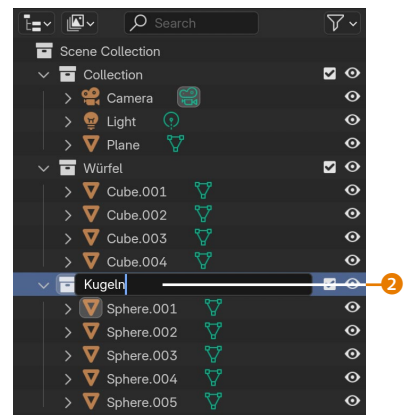 Search
Scene Collection
Collection
Camera
Light
Plane
Würfel
Cube.001
Cube.002
Cube.003
Cube.004
Kugeln
2
Sphere.001
Sphere.002
Sphere.003
Sphere.004
Sphere.005